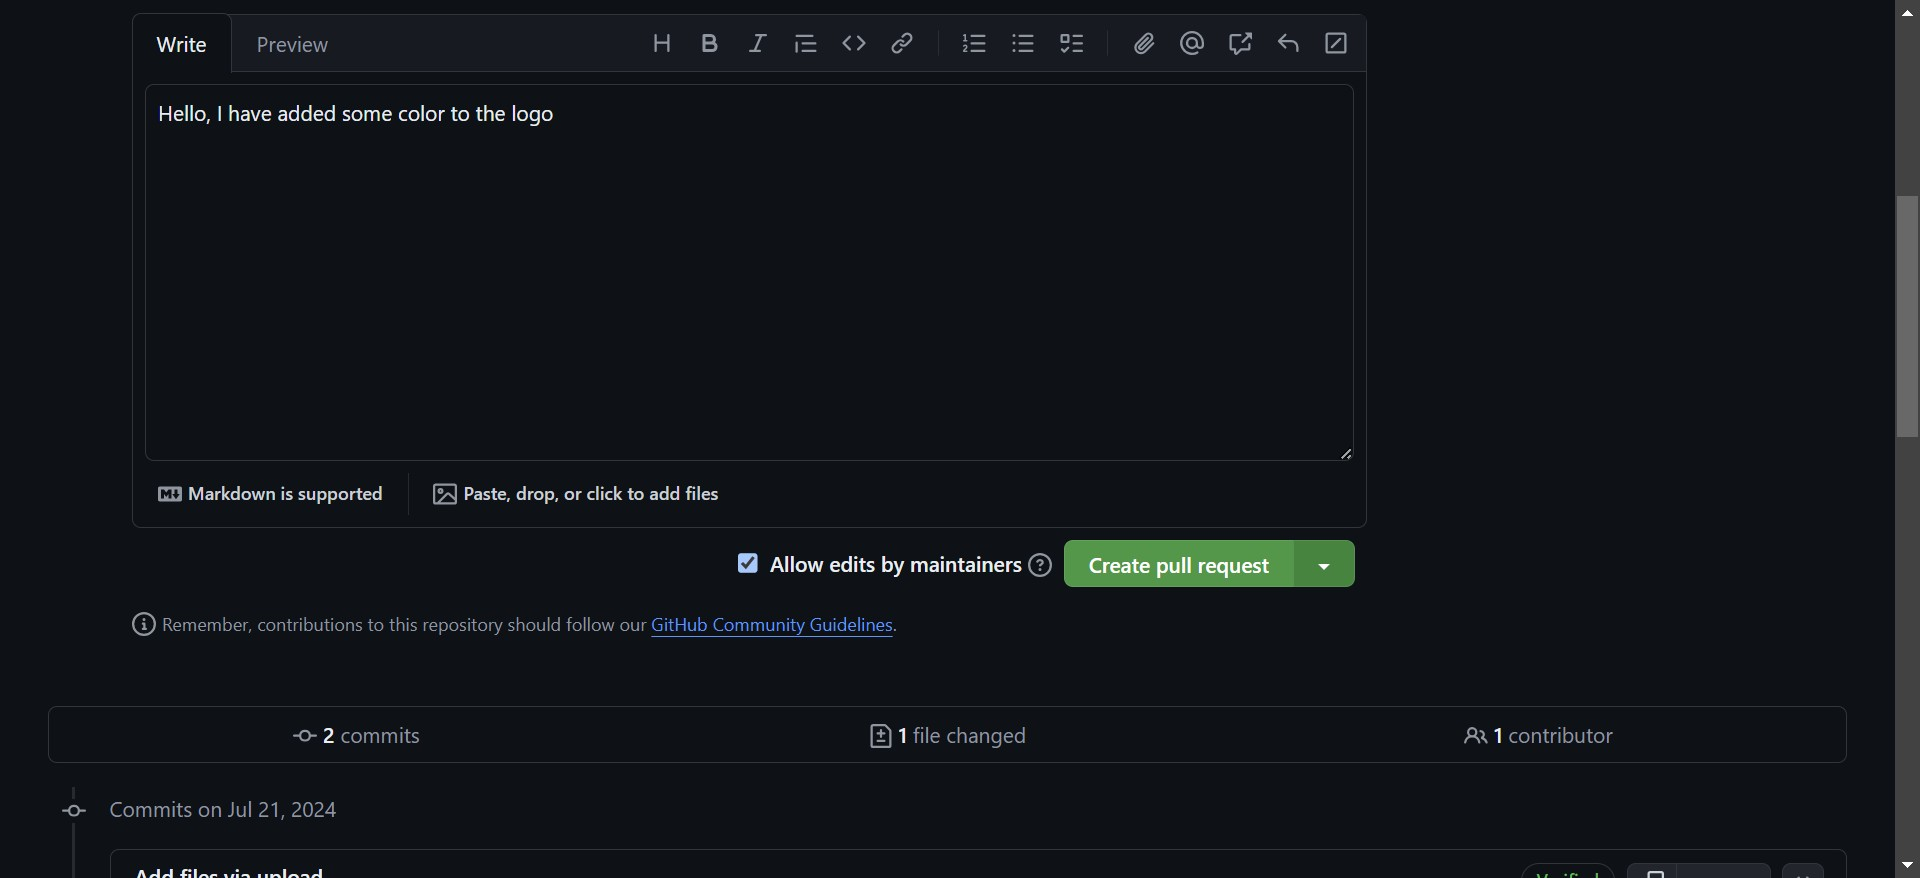 Write Preview
Hello, I have added some color to the logo
Markdown is supported Paste, drop, or click to add files
Allow edits by maintainers Create pull request
Remember, contributions to this repository should follow our GitHub Community Guidelines.
2 commits 1 file changed 1 contributor
Commits on Jul 21, 2024
Add files via upload Verified